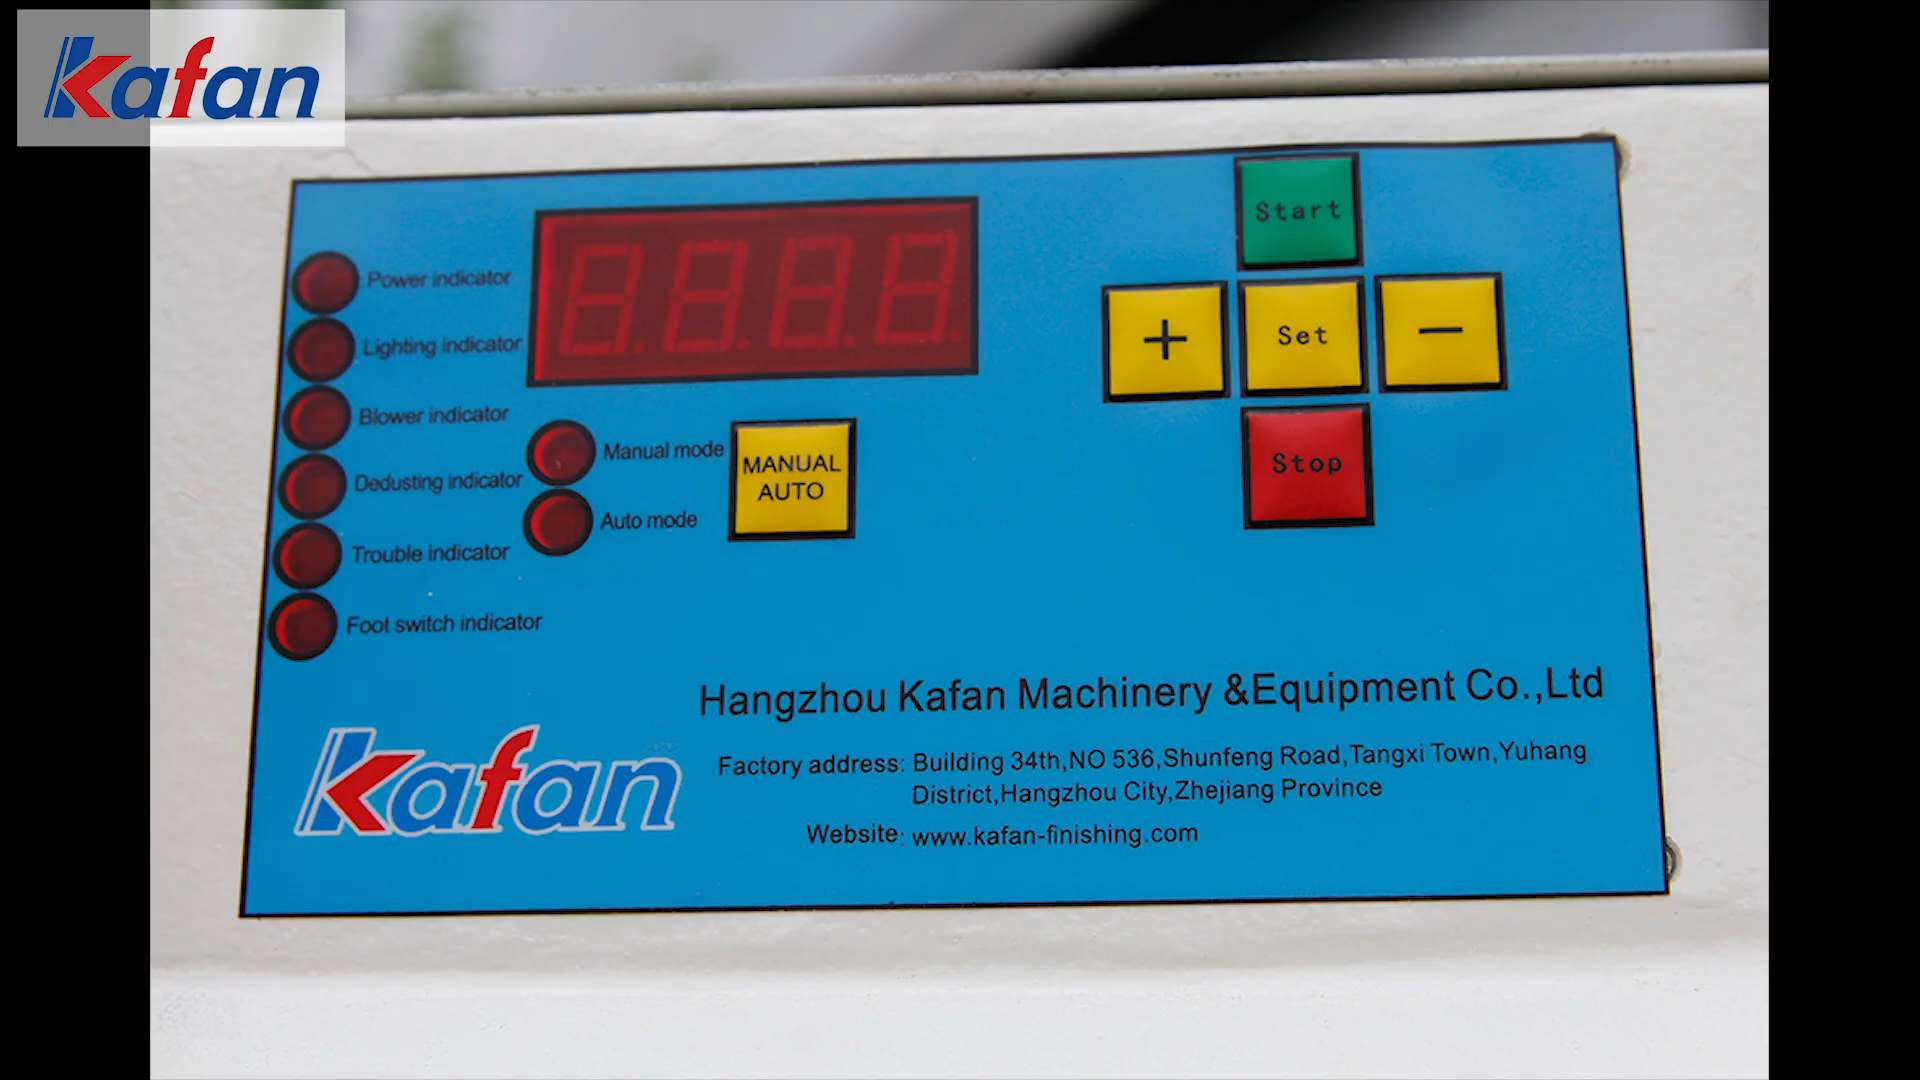 Kafan
Start
Power indicator
Lighting indicator
+
Set
−
Blower indicator
Manual mode
MANUAL
AUTO
Stop
Dedusting indicator
Auto mode
Trouble indicator
Foot switch indicator
Hangzhou Kafan Machinery &Equipment Co.,Ltd
Kafan
Factory address: Building 34th,NO 536,Shunfeng Road,Tangxi Town,Yuhang
District,Hangzhou City,Zhejiang Province
Website: www.kafan-finishing.com